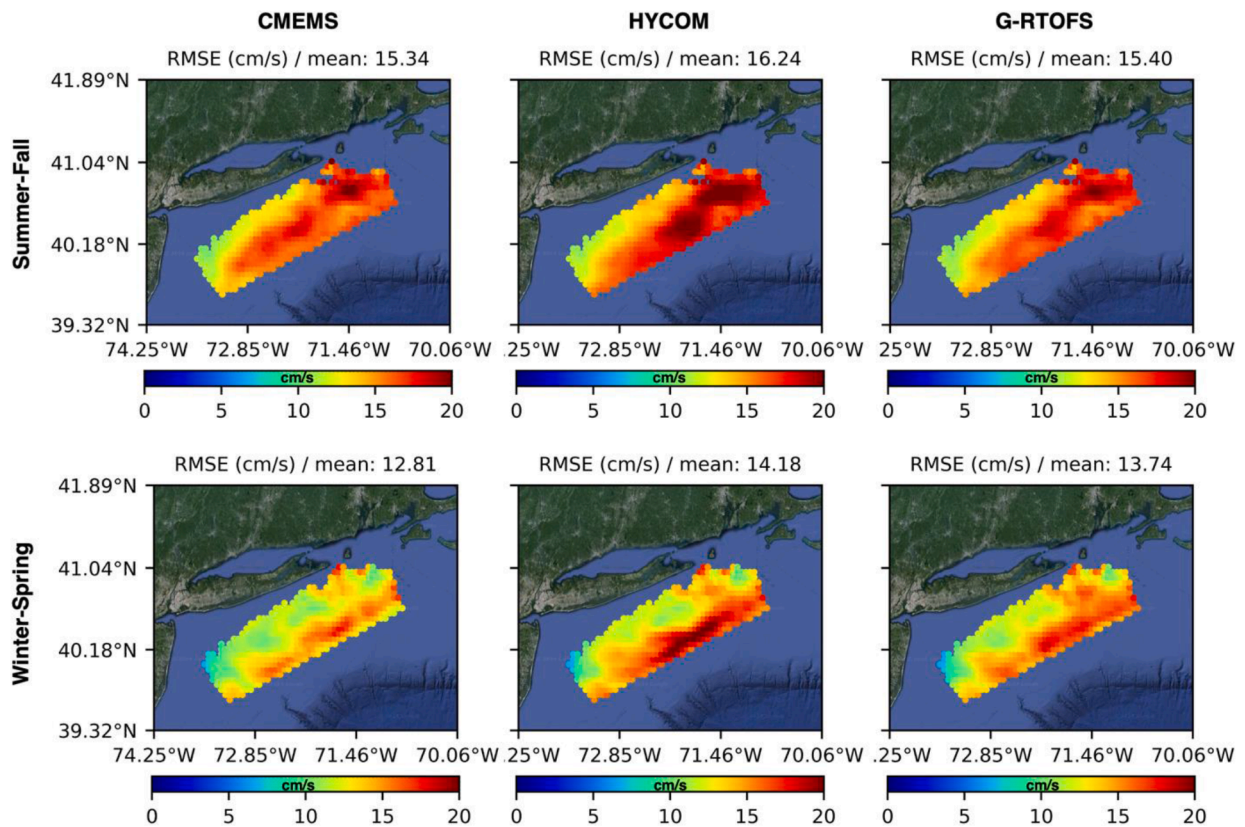 CMEMS HYCOM G-RTOFS
RMSE (cm/s) / mean: 15.34 RMSE (cm/s) / mean: 16.24 RMSE (cm/s) / mean: 15.40
Summer-Fall
41.89°N
41.04°N
40.18°N
39.32°N
74.25°W 72.85°W 71.46°W 70.06°W .25°W 72.85°W 71.46°W 70.06°W 25°W 72.85°W 71.46°W 70.06°W
cm/s cm/s cm/s
0 5 10 15 20 0 5 10 15 20 0 5 10 15 20
RMSE (cm/s) / mean: 12.81 RMSE (cm/s) / mean: 14.18 RMSE (cm/s) / mean: 13.74
Winter-Spring
41.89°N
41.04°N
40.18°N
39.32°N
74.25°W 72.85°W 71.46°W 70.06°W .25°W 72.85°W 71.46°W 70.06°W .25°W 72.85°W 71.46°W 70.06°W
cm/s cm/s cm/s
0 5 10 15 20 0 5 10 15 20 0 5 10 15 20